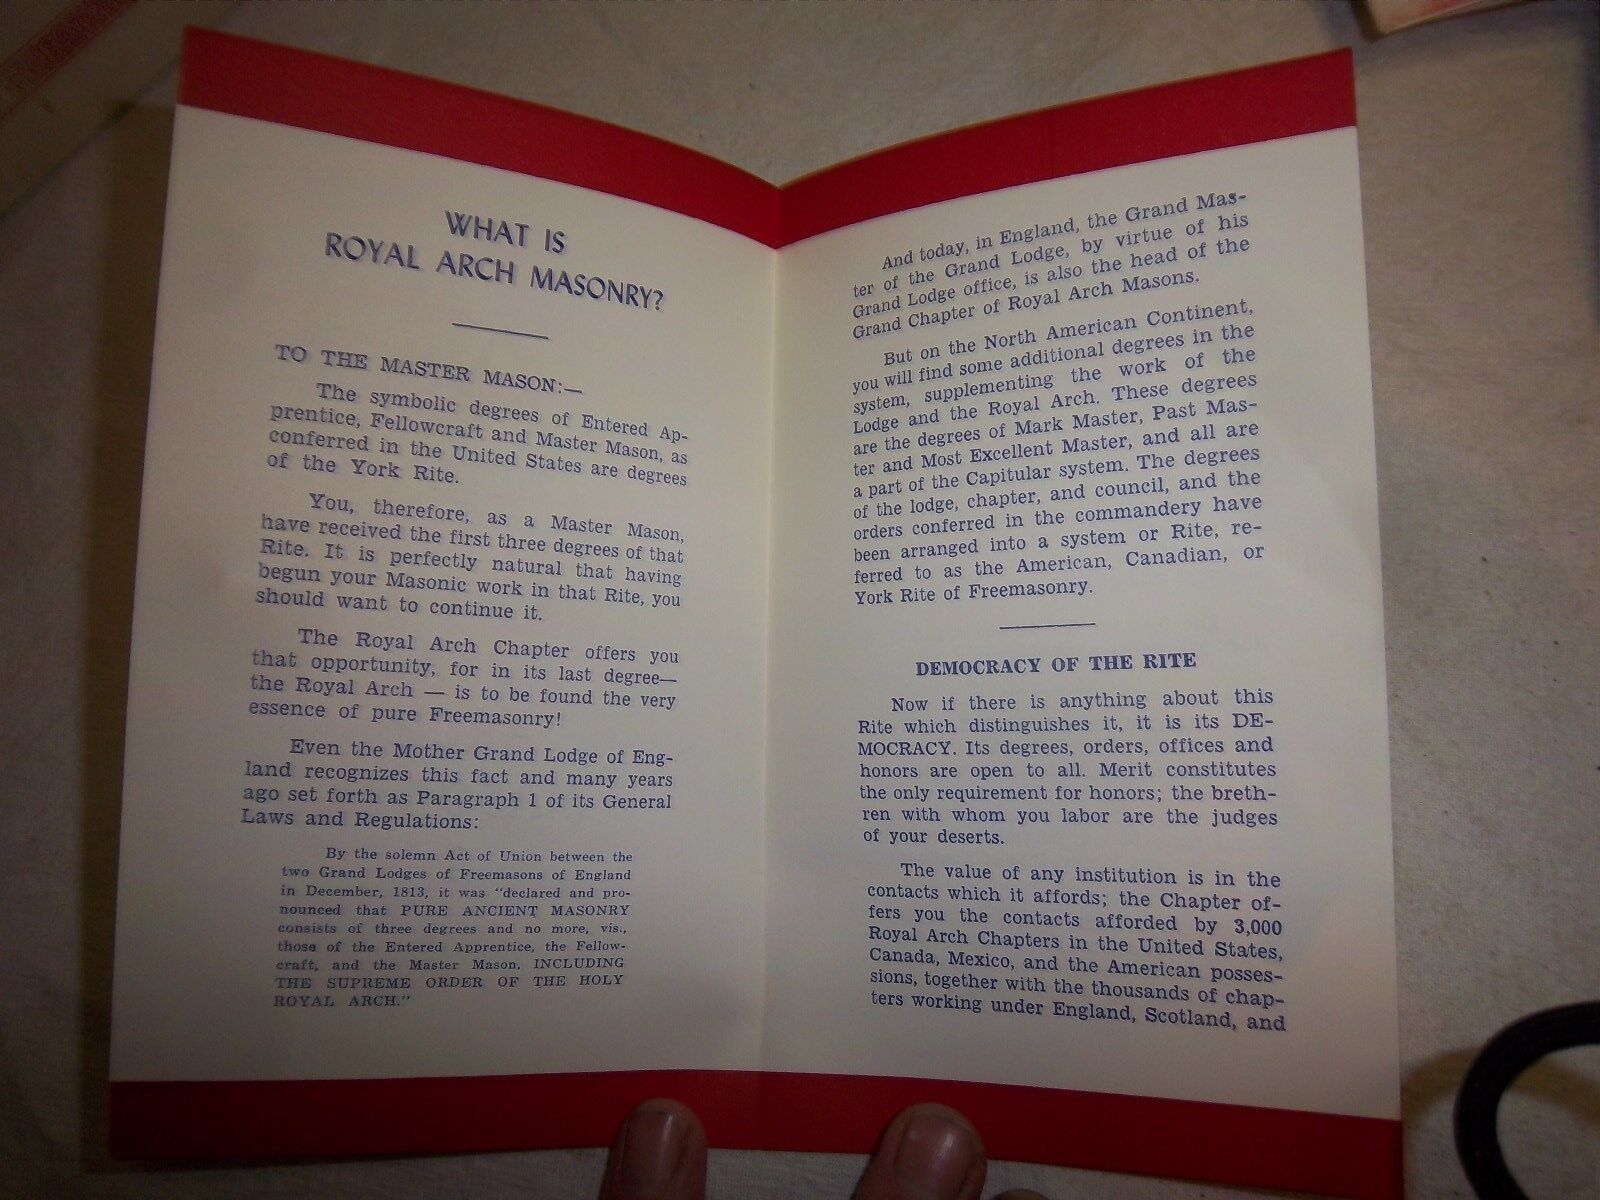 WHAT IS
ROYAL ARCH MASONRY?
TO THE MASTER MASON:—
The symbolic degrees of Entered Ap-
prentice, Fellowcraft and Master Mason, as
conferred in the United States are degrees
of the York Rite.
You, therefore, as a Master Mason,
have received the first three degrees of that
Rite. It is perfectly natural that having
begun your Masonic work in that Rite, you
should want to continue it.
The Royal Arch Chapter offers you
that opportunity, for in its last degree—
the Royal Arch — is to be found the very
essence of pure Freemasonry!
Even the Mother Grand Lodge of Eng-
land recognizes this fact and many years
ago set forth as Paragraph 1 of its General
Laws and Regulations:
By the solemn Act of Union between the
two Grand Lodges of Freemasons of England
in December, 1813, it was "declared and pro-
nounced that PURE ANCIENT MASONRY
consists of three degrees and no more, vis.,
those of the Entered Apprentice, the Fellow-
craft, and the Master Mason, INCLUDING
THE SUPREME ORDER OF THE HOLY
ROYAL ARCH."
And today, in England, the Grand Mas-
ter of the Grand Lodge, by virtue of his
Grand Lodge office, is also the head of the
Grand Chapter of Royal Arch Masons.
But on the North American Continent,
you will find some additional degrees in the
system, supplementing the work of the
Lodge and the Royal Arch. These degrees
are the degrees of Mark Master, Past Mas-
ter and Most Excellent Master, and all are
a part of the Capitular system. The degrees
of the lodge, chapter, and council, and the
orders conferred in the commandery have
been arranged into a system or Rite, re-
ferred to as the American, Canadian, or
York Rite of Freemasonry.
DEMOCRACY OF THE RITE
Now if there is anything about this
Rite which distinguishes it, it is its DE-
MOCRACY. Its degrees, orders, offices and
honors are open to all. Merit constitutes
the only requirement for honors; the breth-
ren with whom you labor are the judges
of your deserts.
The value of any institution is in the
contacts which it affords; the Chapter of-
fers you the contacts afforded by 3,000
Royal Arch Chapters in the United States,
Canada, Mexico, and the American posses-
sions, together with the thousands of chap-
ters working under England, Scotland, and